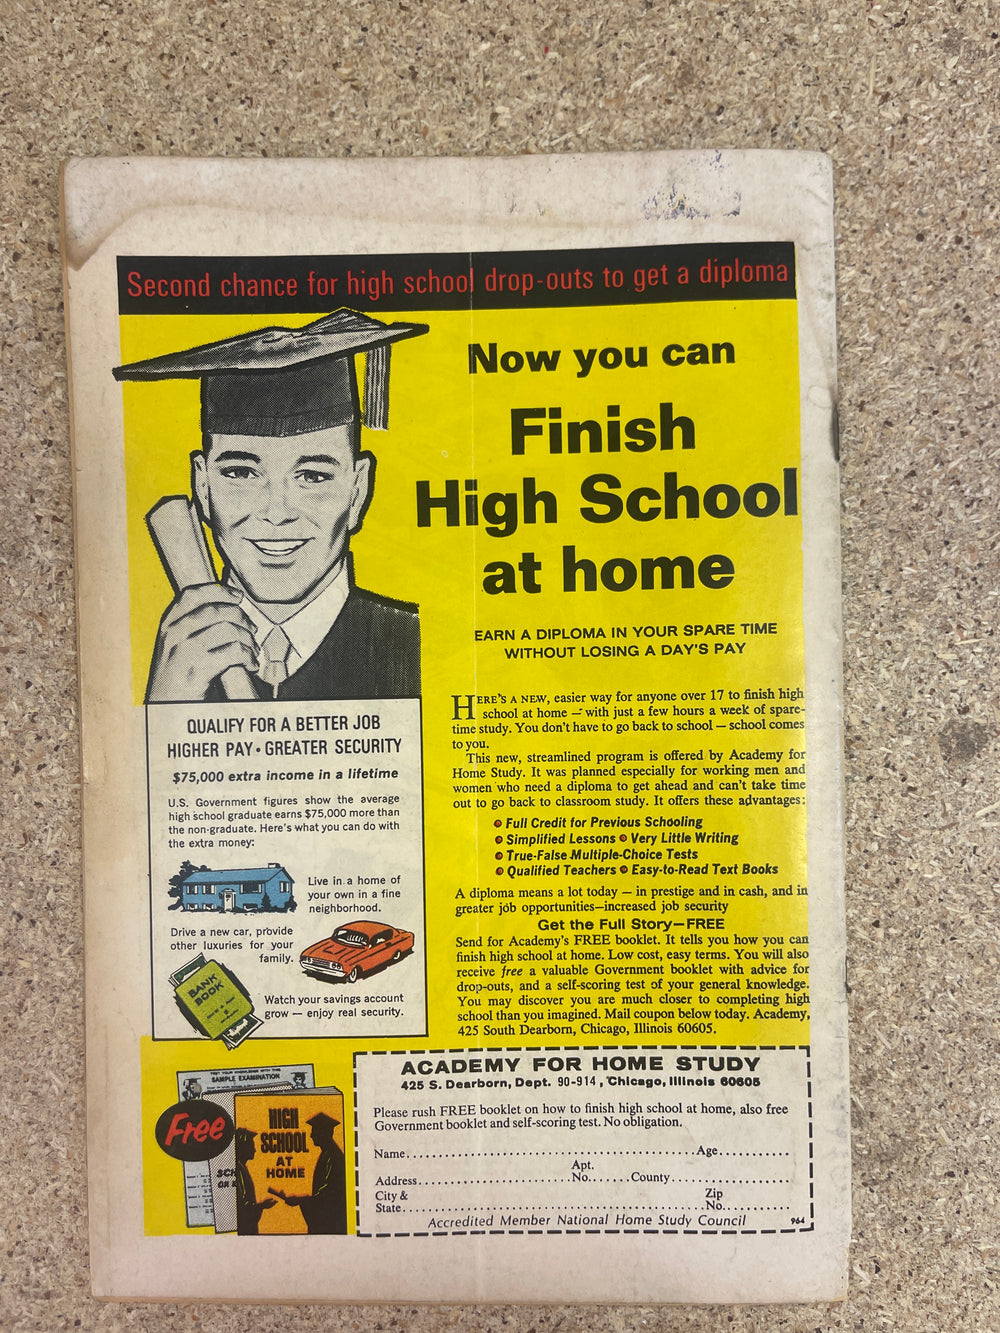 Second chance for high school drop-outs to get a diploma
Now you can
Finish
High School
at home
EARN A DIPLOMA IN YOUR SPARE TIME
WITHOUT LOSING A DAY'S PAY
HERE'S A NEW, easier way for anyone over 17 to finish high
school at home — with just a few hours a week of spare-
time study. You don't have to go back to school — school comes
to you.
This new, streamlined program is offered by Academy for
Home Study. It was planned especially for working men and
women who need a diploma to get ahead and can't take time
out to go back to classroom study. It offers these advantages:
• Full Credit for Previous Schooling
• Simplified Lessons • Very Little Writing
• True-False Multiple-Choice Tests
• Qualified Teachers • Easy-to-Read Text Books
A diploma means a lot today — in prestige and in cash, and in
greater job opportunities—increased job security
Get the Full Story—FREE
Send for Academy's FREE booklet. It tells you how you can
finish high school at home. Low cost, easy terms. You will also
receive free a valuable Government booklet with advice for
drop-outs, and a self-scoring test of your general knowledge.
You may discover you are much closer to completing high
school than you imagined. Mail coupon below today. Academy,
425 South Dearborn, Chicago, Illinois 60605.
QUALIFY FOR A BETTER JOB
HIGHER PAY • GREATER SECURITY
$75,000 extra income in a lifetime
U.S. Government figures show the average
high school graduate earns $75,000 more than
the non-graduate. Here's what you can do with
the extra money:
Live in a home of
your own in a fine
neighborhood.
Drive a new car, provide
other luxuries for your
family.
BANK
BOOK
Watch your savings account
grow — enjoy real security.
TEST YOUR KNOWLEDGE WITH THIS
SAMPLE EXAMINATION
Free
HIGH
SCHOOL
AT
HOME
ACADEMY FOR HOME STUDY
425 S. Dearborn, Dept. 90-914, Chicago, Illinois 60605
Please rush FREE booklet on how to finish high school at home, also free
Government booklet and self-scoring test. No obligation.
Name Age
Apt.
Address No. County
City & Zip
State No.
Accredited Member National Home Study Council 964